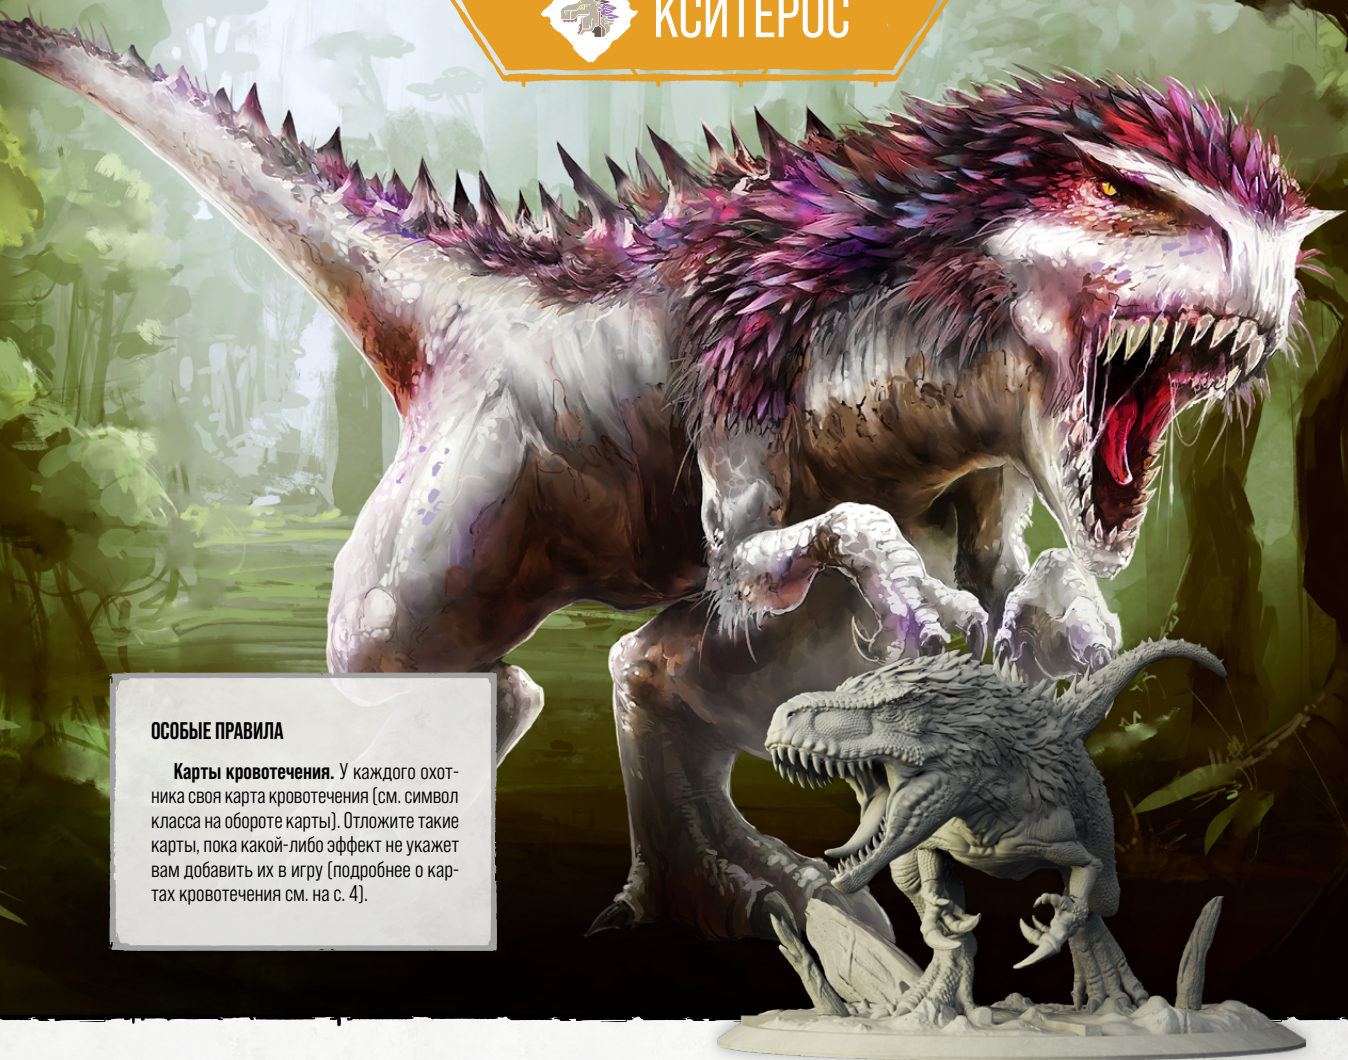 КСИТЕРОС
ОСОБЫЕ ПРАВИЛА
Карты кровотечения. У каждого охот-
ника своя карта кровотечения (см. символ
класса на обороте карты). Отложите такие
карты, пока какой-либо эффект не укажет
вам добавить их в игру (подробнее о кар-
тах кровотечения см. на с. 4).